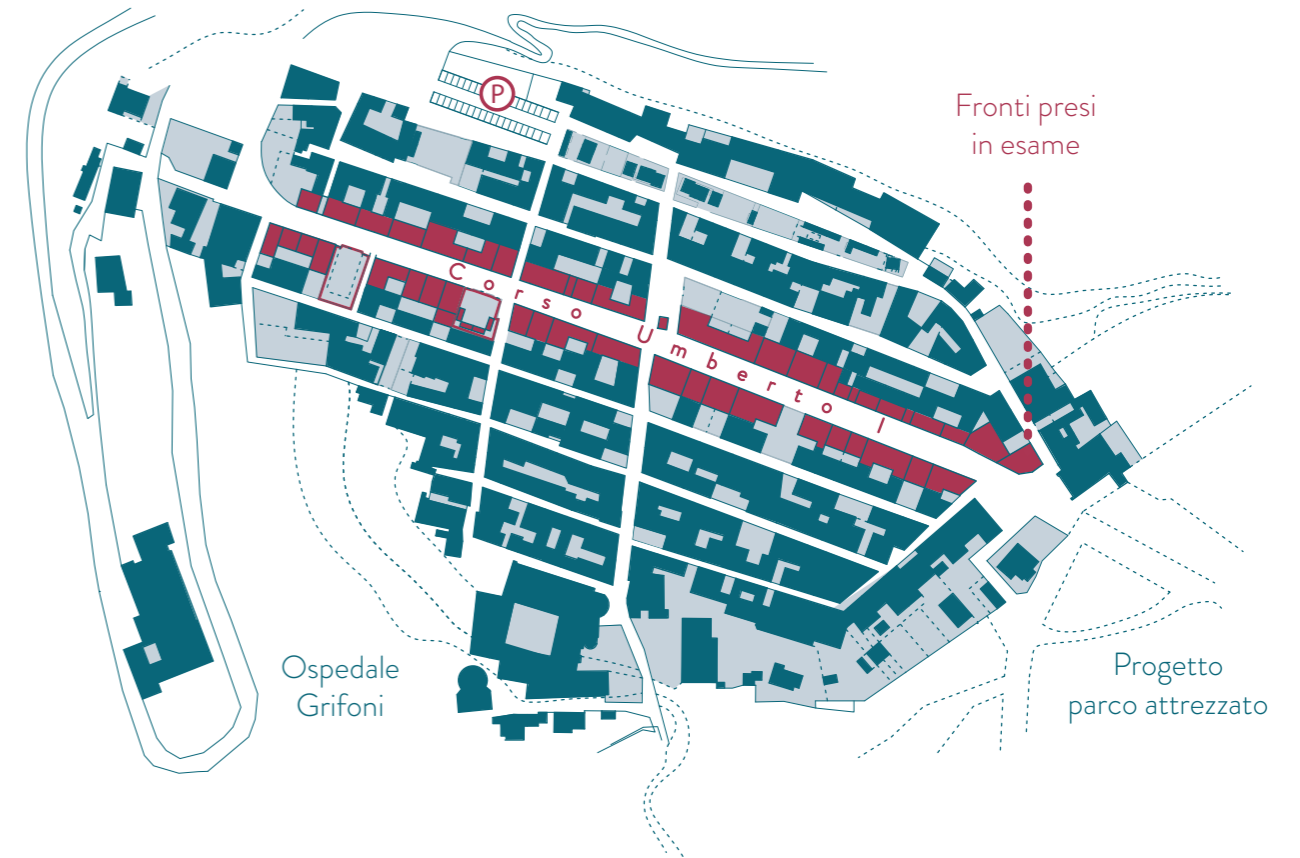 P
Fronti presi
in esame
Corso Umberto I
Ospedale
Grifoni
Progetto
parco attrezzato